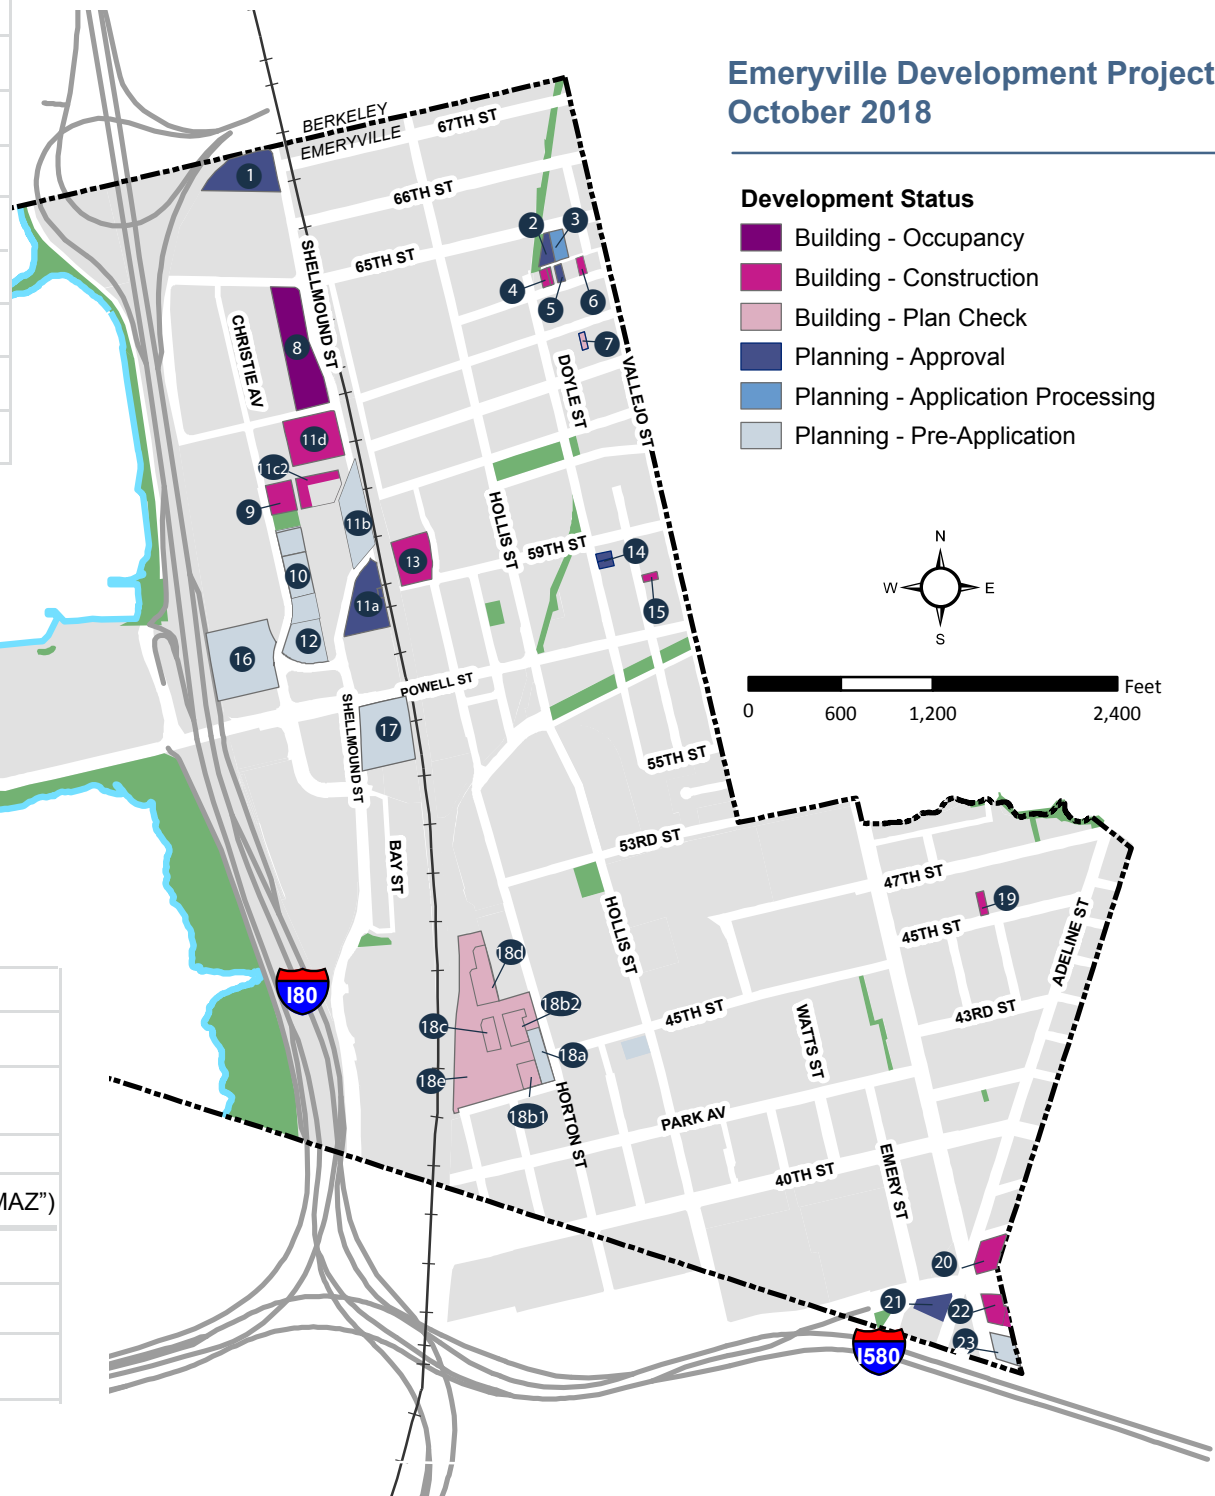 Emeryville Development Project
October 2018
Development Status
Building - Occupancy
Building - Construction
Building - Plan Check
Planning - Approval
Planning - Application Processing
Planning - Pre-Application
N
W
E
S
Feet
0
600
1,200
2,400
BERKELEY
EMERYVILLE
67TH ST
66TH ST
65TH ST
SHELLMOUND ST
CHRISTIE AV
DOYLE ST
VALLEJO ST
HOLLIS ST
59TH ST
POWELL ST
SHELLMOUND ST
55TH ST
53RD ST
BAY ST
47TH ST
45TH ST
HOLLIS ST
ADELINE ST
43RD ST
45TH ST
WATTS ST
HORTON ST
PARK AV
40TH ST
EMERY ST
I80
I580
MAZ”)
1
2
3
4
5
6
7
8
11d
11c2
9
11b
13
14
10
11a
15
12
16
17
19
18d
18b2
18c
18a
18e
18b1
20
21
22
23